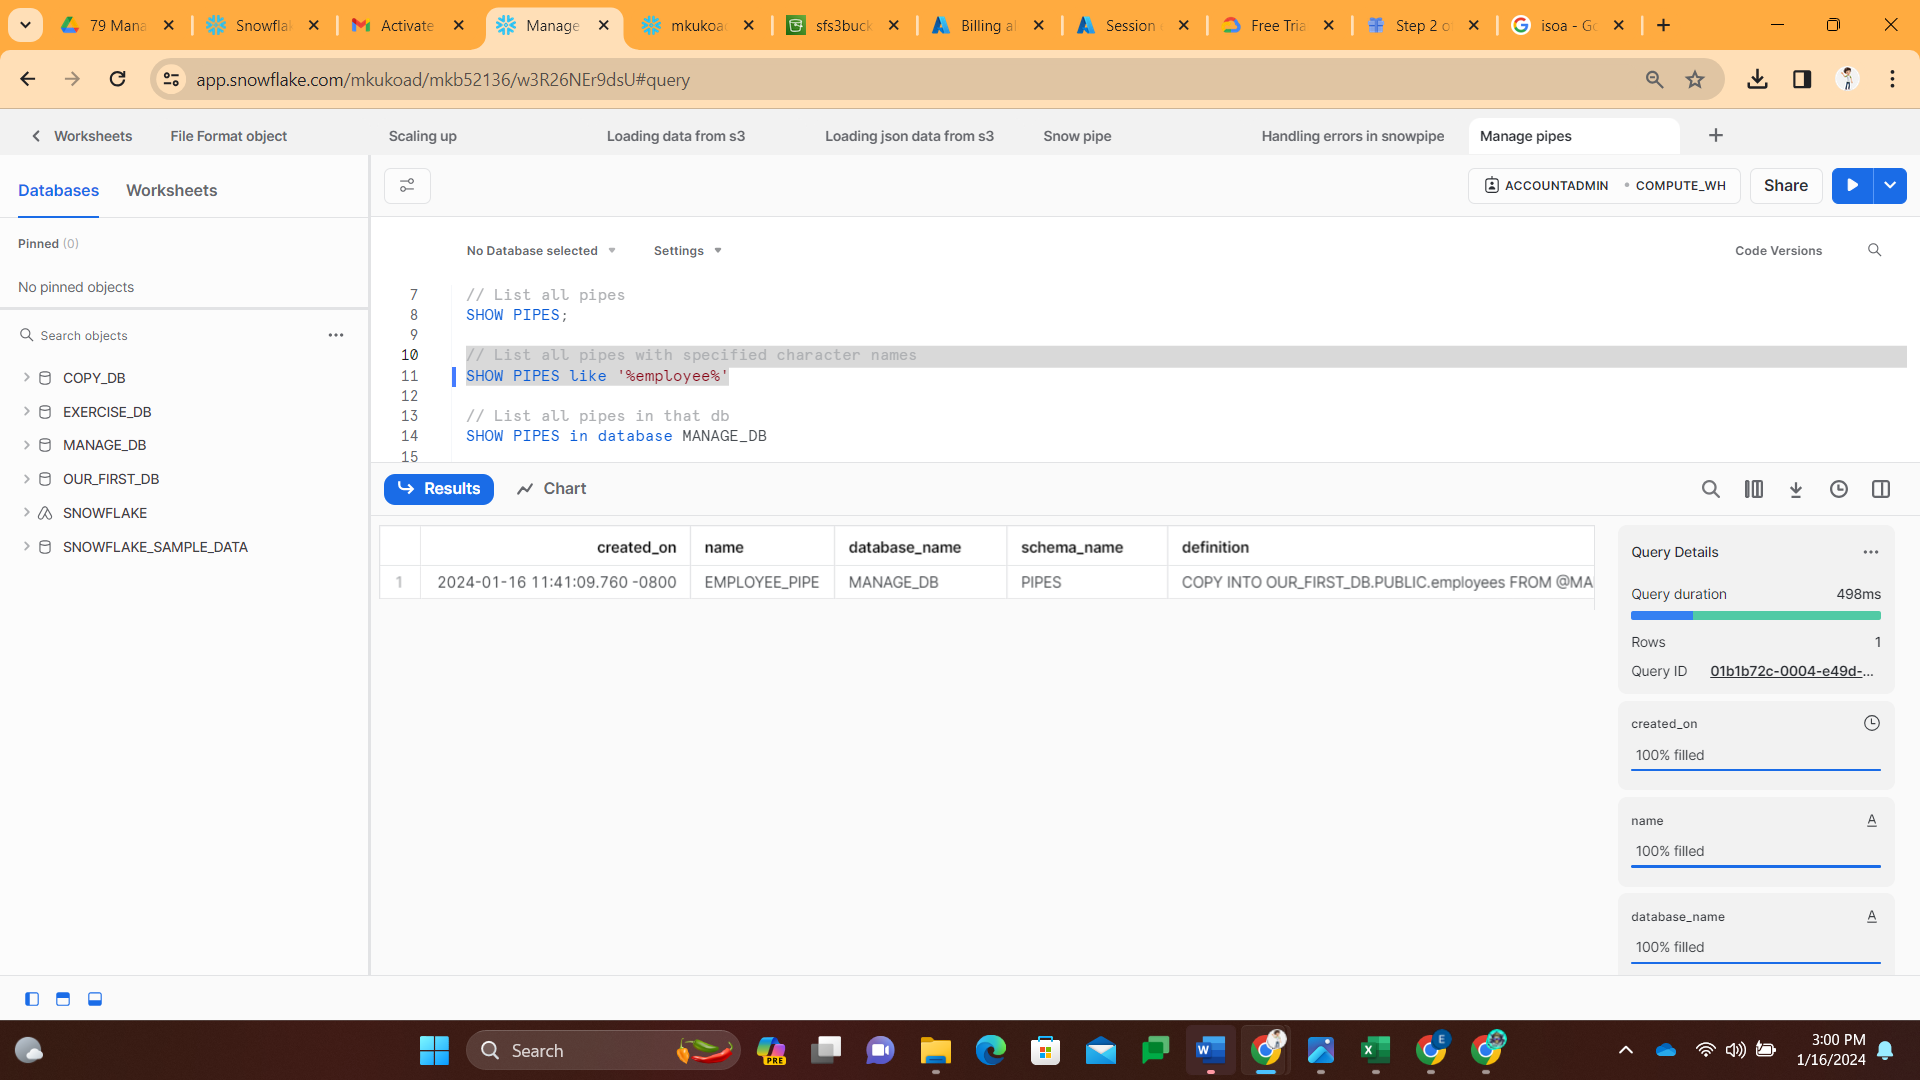 79 Mana
Snowflak
Activate
Manage
mkukoad
sfs3buck
Billing al
Session
Free Tria
Step 2 o
isoa - Go
app.snowflake.com/mkukoad/mkb52136/w3R26NEr9dsU#query
Worksheets
File Format object
Scaling up
Loading data from s3
Loading json data from s3
Snow pipe
Handling errors in snowpipe
Manage pipes
Databases
Worksheets
ACCOUNTADMIN
COMPUTE_WH
Share
Pinned (0)
No pinned objects
Search objects
COPY_DB
EXERCISE_DB
MANAGE_DB
OUR_FIRST_DB
SNOWFLAKE
SNOWFLAKE_SAMPLE_DATA
No Database selected
Settings
Code Versions
7 // List all pipes
8 SHOW PIPES;
9
10 // List all pipes with specified character names
11 SHOW PIPES like '%employee%'
12
13 // List all pipes in that db
14 SHOW PIPES in database MANAGE_DB
15
Results
Chart
created_on name database_name schema_name definition
1 2024-01-16 11:41:09.760 -0800 EMPLOYEE_PIPE MANAGE_DB PIPES COPY INTO OUR_FIRST_DB.PUBLIC.employees FROM @MA
Query Details
Query duration 498ms
Rows 1
Query ID 01b1b72c-0004-e49d-...
created_on
100% filled
name
A
100% filled
database_name
A
100% filled
Search
PRE
W
X
E
3:00 PM
1/16/2024